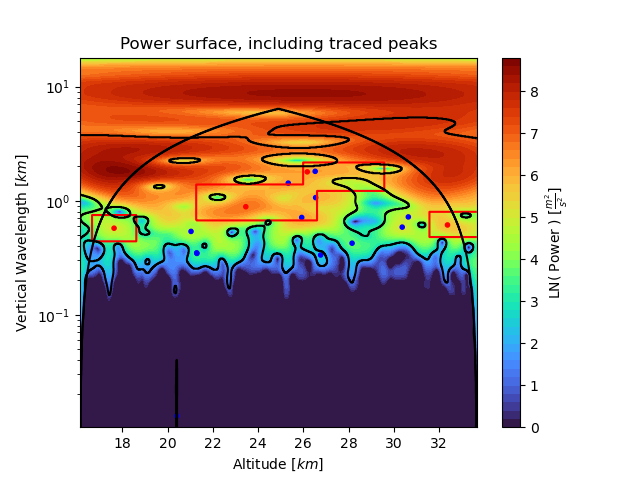 Power surface, including traced peaks
Vertical Wavelength [km]
10¹
10⁰
10⁻¹
18 20 22 24 26 28 30 32
Altitude [km]
8
7
6
5
4
3
2
1
0
LN( Power ) [m²/s²]